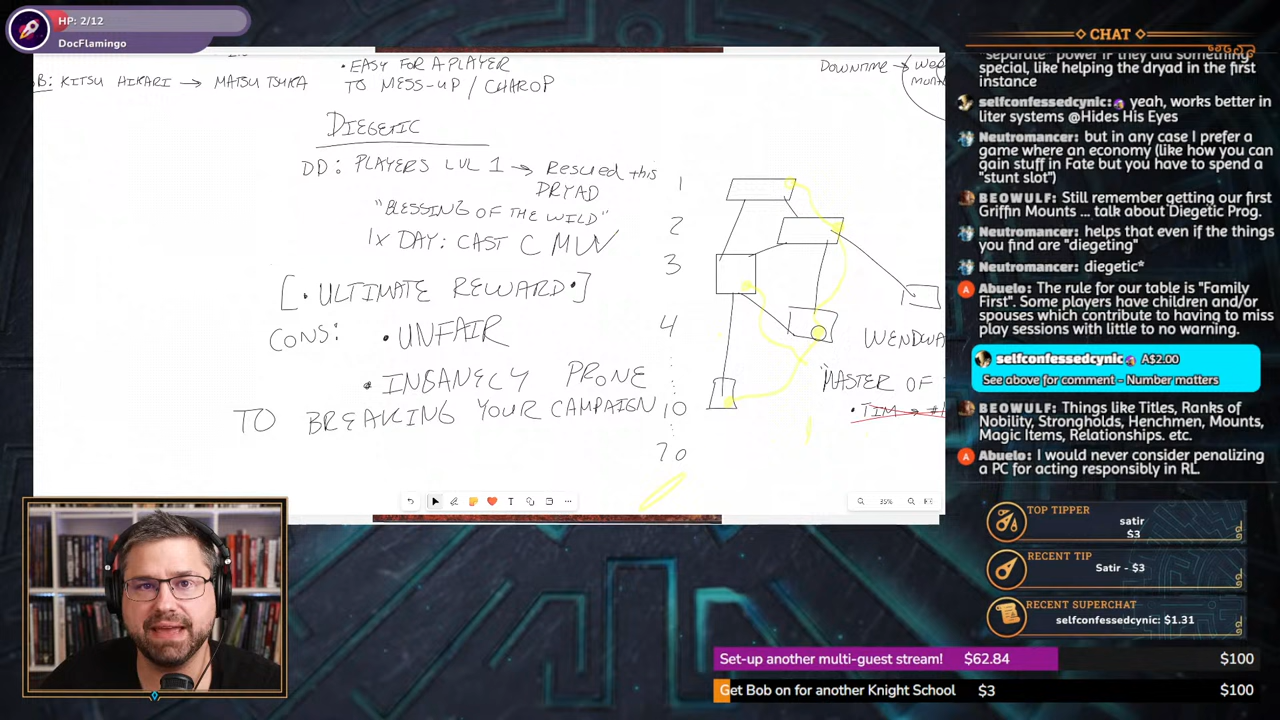 HP: 2/12
DocFlamingo
B: KITSU HIKARI → MATSU TSUKA
• EASY FOR A PLAYER
TO MESS-UP / CHAROP
DIEGETIC
DD: PLAYERS LVL 1 → Rescued this
DRYAD
"BLESSING OF THE WILD"
1X DAY: CAST C MLV
[• ULTIMATE REWARD •]
CONS: • UNFAIR
• INSANELY PRONE
TO BREAKING YOUR CAMPAIGN
1
2
3
4
10
20
DOWNTIME →
WENDWA
"MASTER OF
• TIM →
T
35%
CHAT
"separate" power if they did something
special, like helping the dryad in the first
instance
selfconfessedcynic: yeah, works better in
liter systems @Hides His Eyes
Neutromancer: but in any case I prefer a
game where an economy (like how you can
gain stuff in Fate but you have to spend a
"stunt slot")
BEOWULF: Still remember getting our first
Griffin Mounts ... talk about Diegetic Prog.
Neutromancer: helps that even if the things
you find are "diegeting"
Neutromancer: diegetic*
A Abuelo: The rule for our table is "Family
First". Some players have children and/or
spouses which contribute to having to miss
play sessions with little to no warning.
selfconfessedcynic A$2.00
See above for comment - Number matters
BEOWULF: Things like Titles, Ranks of
Nobility, Strongholds, Henchmen, Mounts,
Magic Items, Relationships. etc.
A Abuelo: I would never consider penalizing
a PC for acting responsibly in RL.
TOP TIPPER
satir
$3
RECENT TIP
Satir - $3
RECENT SUPERCHAT
selfconfessedcynic: $1.31
Set-up another multi-guest stream! $62.84 $100
Get Bob on for another Knight School $3 $100